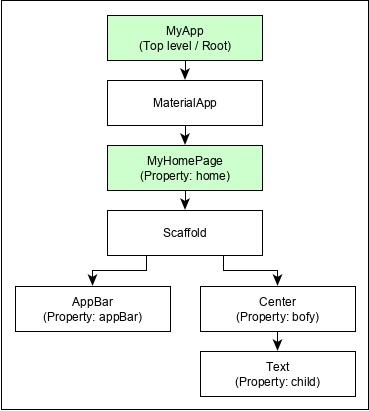 MyApp
(Top level / Root)
MaterialApp
MyHomePage
(Property: home)
Scaffold
AppBar
(Property: appBar)
Center
(Property: bofy)
Text
(Property: child)